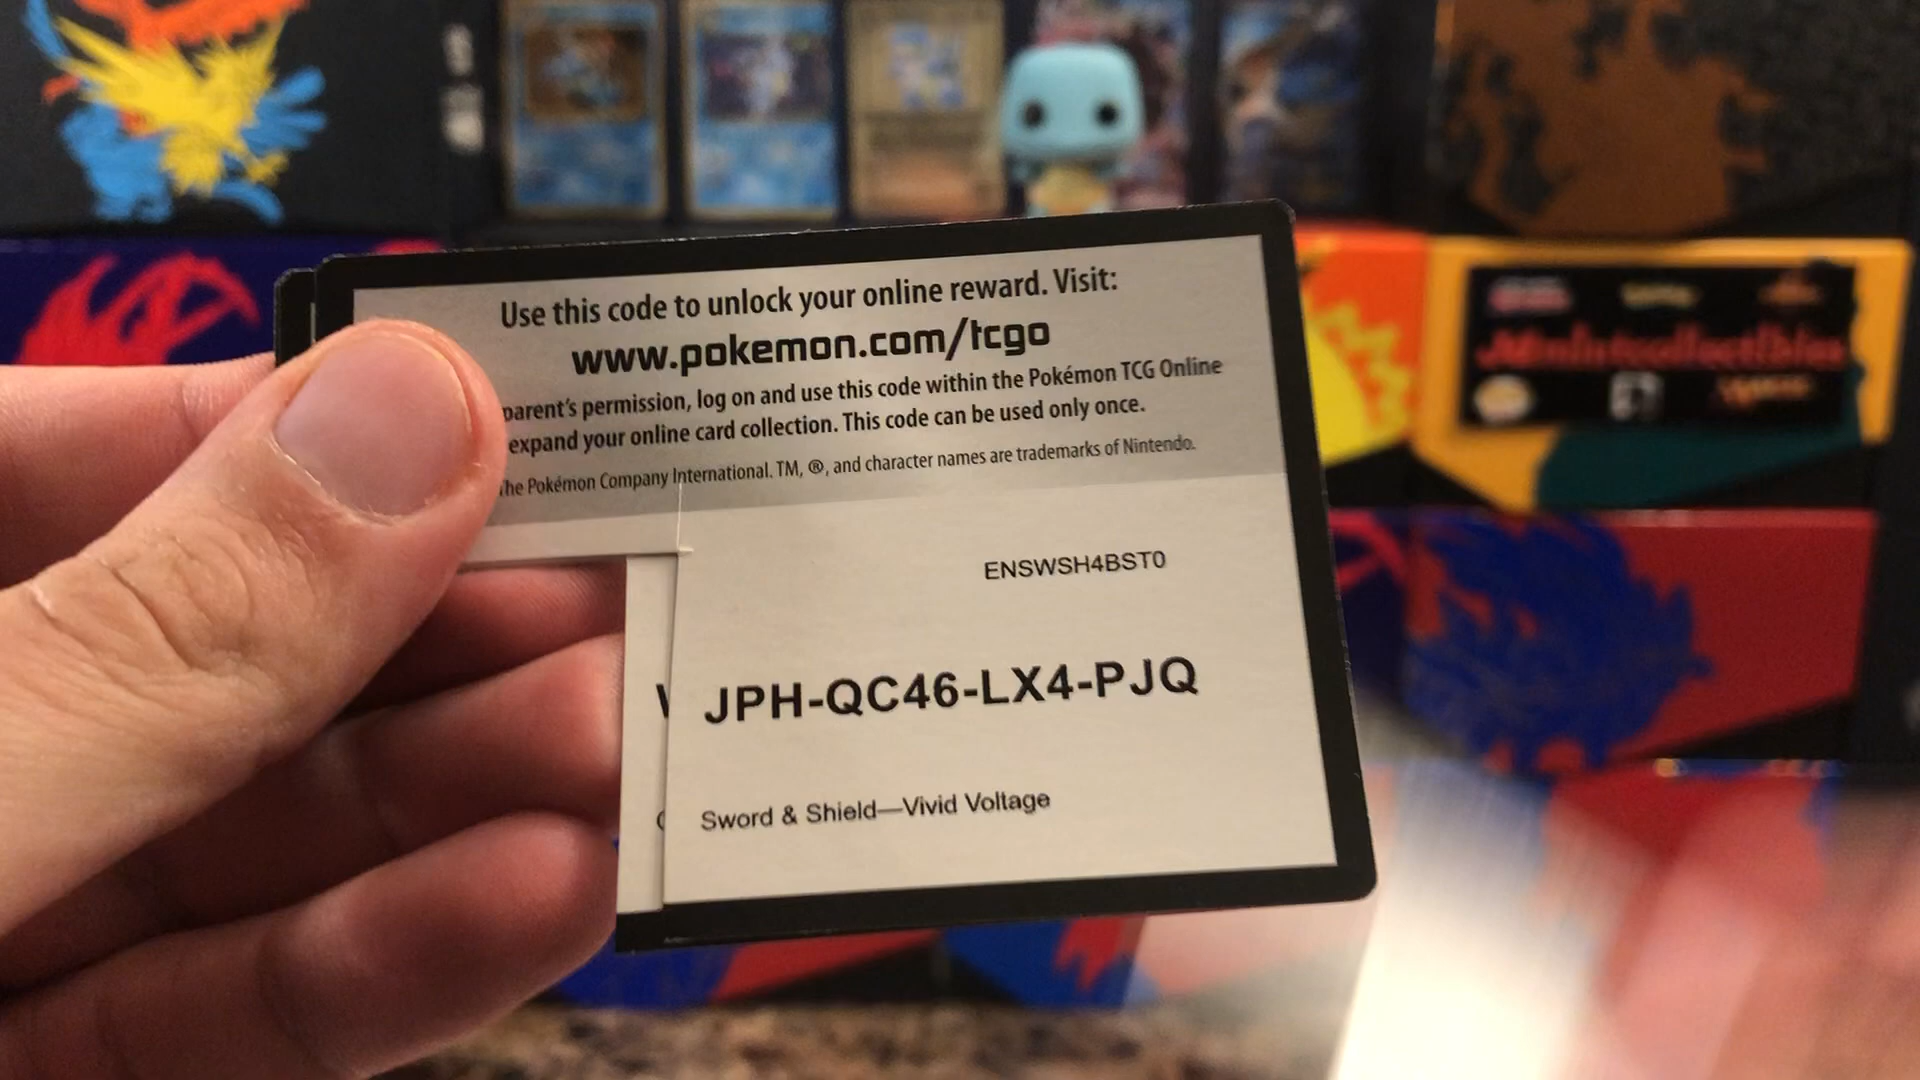 Use this code to unlock your online reward. Visit:
www.pokemon.com/tcgo
parent's permission, log on and use this code within the Pokémon TCG Online
expand your online card collection. This code can be used only once.
The Pokémon Company International. TM, ®, and character names are trademarks of Nintendo.
ENSWSH4BST0
JPH-QC46-LX4-PJQ
Sword & Shield—Vivid Voltage